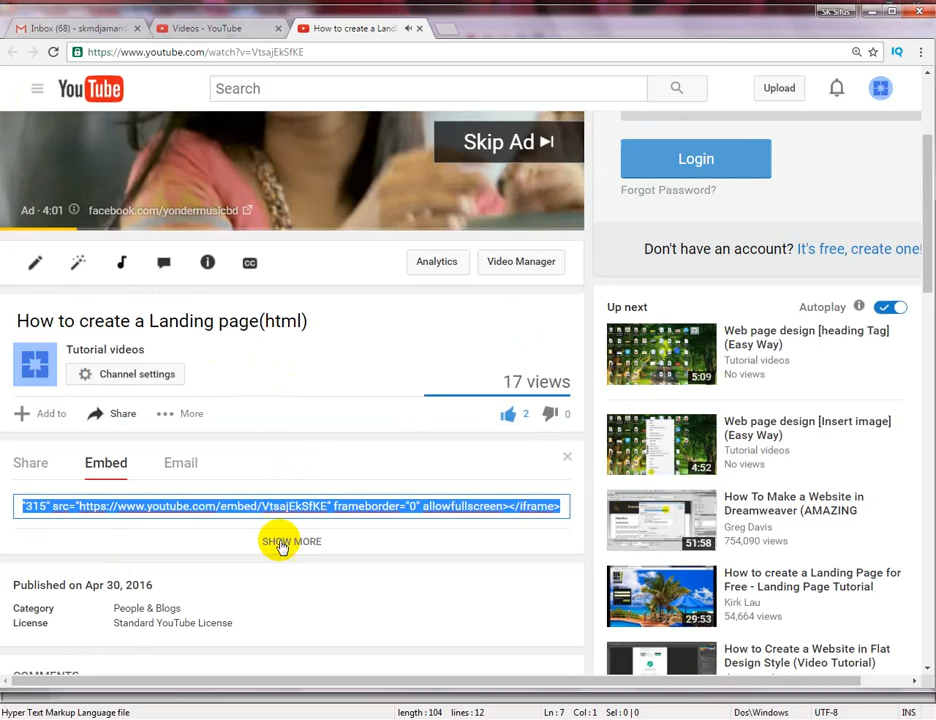 SK Situs
Inbox (68) - skmdjaman
Videos - YouTube
How to create a Landi
https://www.youtube.com/watch?v=VtsajEkSfKE
IQ
YouTube
Search
Upload
Skip Ad
Login
Forgot Password?
Ad · 4:01
facebook.com/yondermusicbd
Don't have an account? It's free, create one!
CC
Analytics
Video Manager
How to create a Landing page(html)
Tutorial videos
Channel settings
17 views
Add to
Share
More
2
0
Share
Embed
Email
"315" src="https://www.youtube.com/embed/VtsajEkSfKE" frameborder="0" allowfullscreen></iframe>
SHOW MORE
Published on Apr 30, 2016
Category People & Blogs
License Standard YouTube License
COMMENTS
Up next
Autoplay
Web page design [heading Tag]
(Easy Way)
Tutorial videos
No views
5:09
Web page design [Insert image]
(Easy Way)
Tutorial videos
No views
4:52
How To Make a Website in
Dreamweaver (AMAZING
Greg Davis
754,090 views
51:58
How to create a Landing Page for
Free - Landing Page Tutorial
Kirk Lau
54,664 views
29:53
How to Create a Website in Flat
Design Style (Video Tutorial)
Hyper Text Markup Language file
length : 104 lines : 12
Ln : 7 Col : 1 Sel : 0 | 0
Dos\Windows
UTF-8
INS